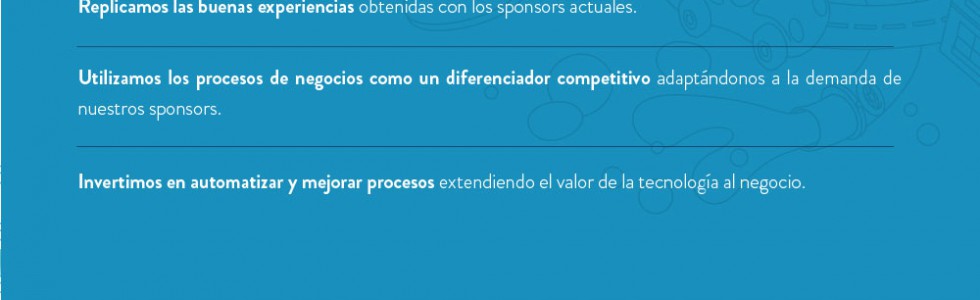 Replicamos las buenas experiencias obtenidas con los sponsors actuales.
Utilizamos los procesos de negocios como un diferenciador competitivo adaptándonos a la demanda de
nuestros sponsors.
Invertimos en automatizar y mejorar procesos extendiendo el valor de la tecnología al negocio.